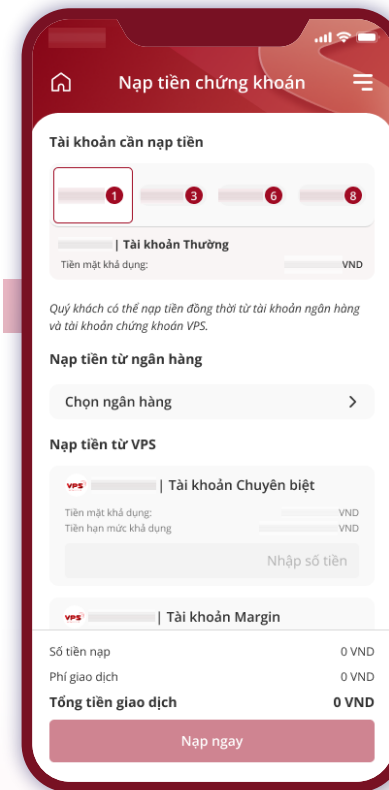 Nạp tiền chứng khoán
Tài khoản cần nạp tiền
1 3 6 8
| Tài khoản Thường
Tiền mặt khả dụng: VND
Quý khách có thể nạp tiền đồng thời từ tài khoản ngân hàng
và tài khoản chứng khoán VPS.
Nạp tiền từ ngân hàng
Chọn ngân hàng
Nạp tiền từ VPS
VPS | Tài khoản Chuyên biệt
Tiền mặt khả dụng: VND
Tiền hạn mức khả dụng VND
Nhập số tiền
VPS | Tài khoản Margin
Số tiền nạp 0 VND
Phí giao dịch 0 VND
Tổng tiền giao dịch 0 VND
Nạp ngay